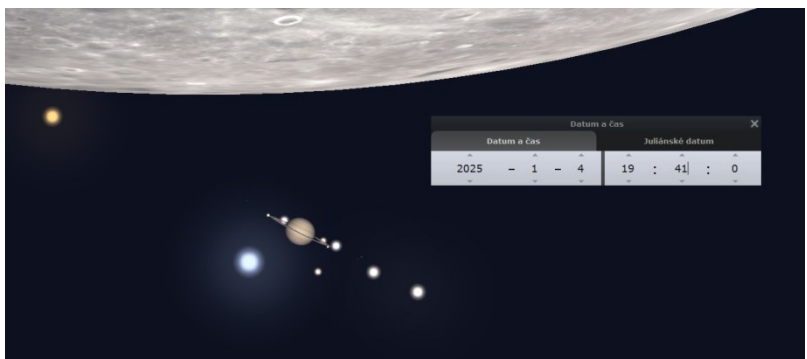 Datum a čas ×
Datum a čas Juliánské datum
2025 - 1 - 4 19 : 41 : 0